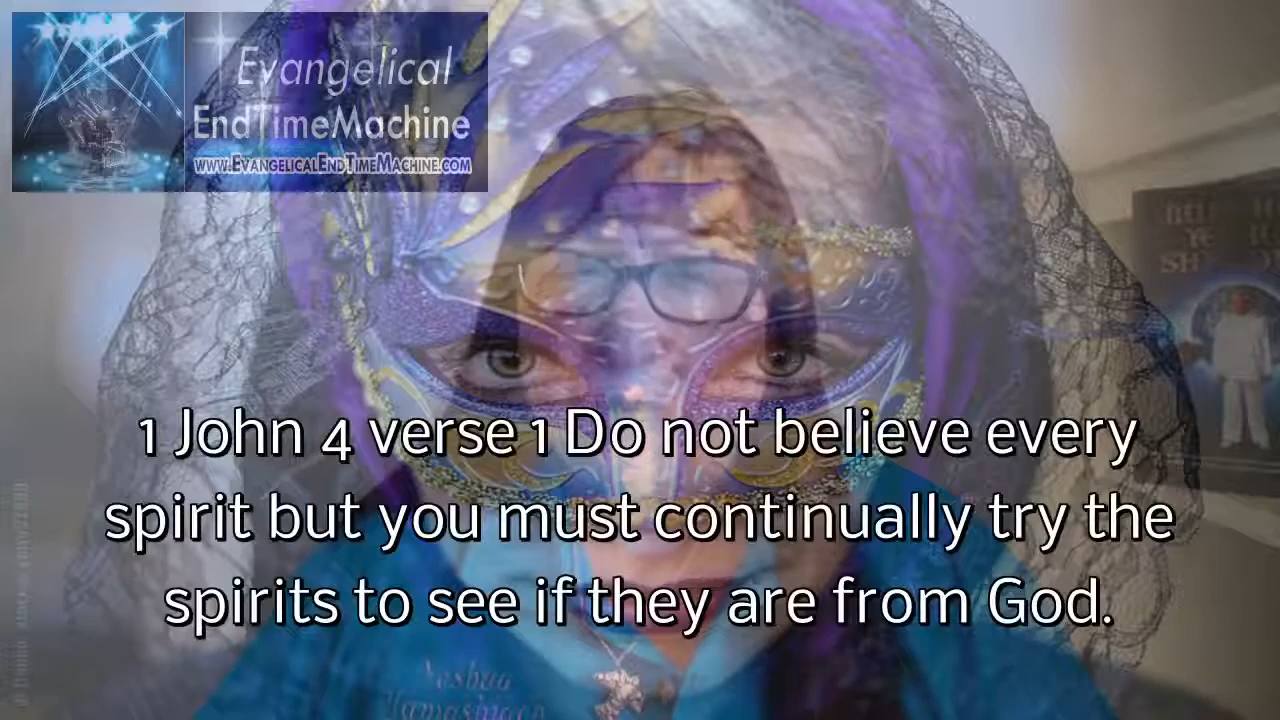 Evangelical
EndTimeMachine
www.EvangelicalEndTimeMachine.com
1 John 4 verse 1 Do not believe every
spirit but you must continually try the
spirits to see if they are from God.